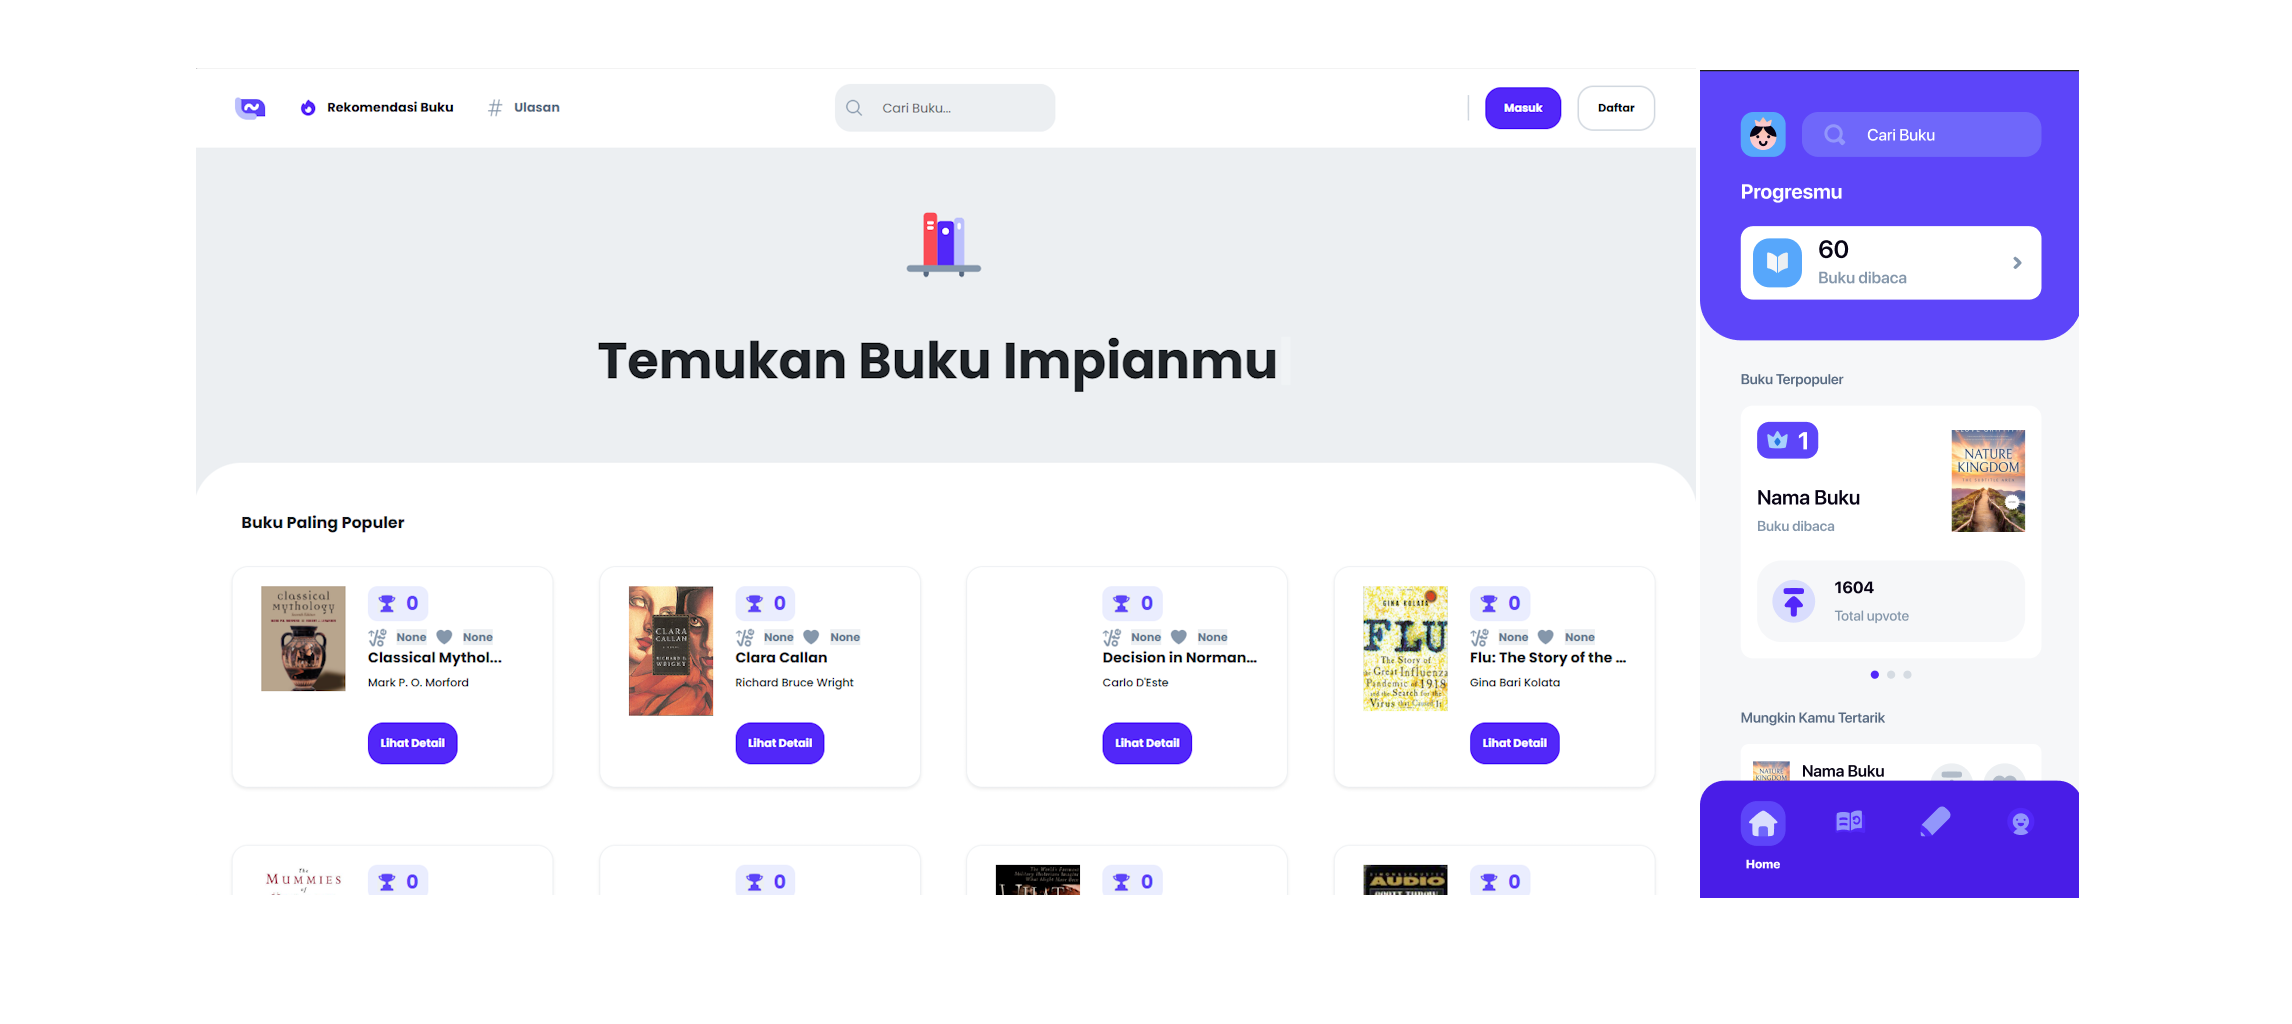 Rekomendasi Buku
Ulasan
Cari Buku...
Masuk
Daftar
Temukan Buku Impianmu
Buku Paling Populer
classical
mythology
0
None None
Classical Mythol...
Mark P. O. Morford
Lihat Detail
CLARA
CALLAN
RICHARD B.
WRIGHT
0
None None
Clara Callan
Richard Bruce Wright
Lihat Detail
0
None None
Decision in Norman...
Carlo D'Este
Lihat Detail
GINA KOLATA
FLU
The Story of
Great Influenza
Pandemic of 1918
and the Search for the
Virus that Caused It
0
None None
Flu: The Story of the ...
Gina Bari Kolata
Lihat Detail
The
MUMMIES
of
0
0
0
AUDIO
0
Cari Buku
Progresmu
60
Buku dibaca
Buku Terpopuler
1
Nama Buku
Buku dibaca
NATURE
KINGDOM
1604
Total upvote
Mungkin Kamu Tertarik
NATURE
KINGDOM
Nama Buku
Home